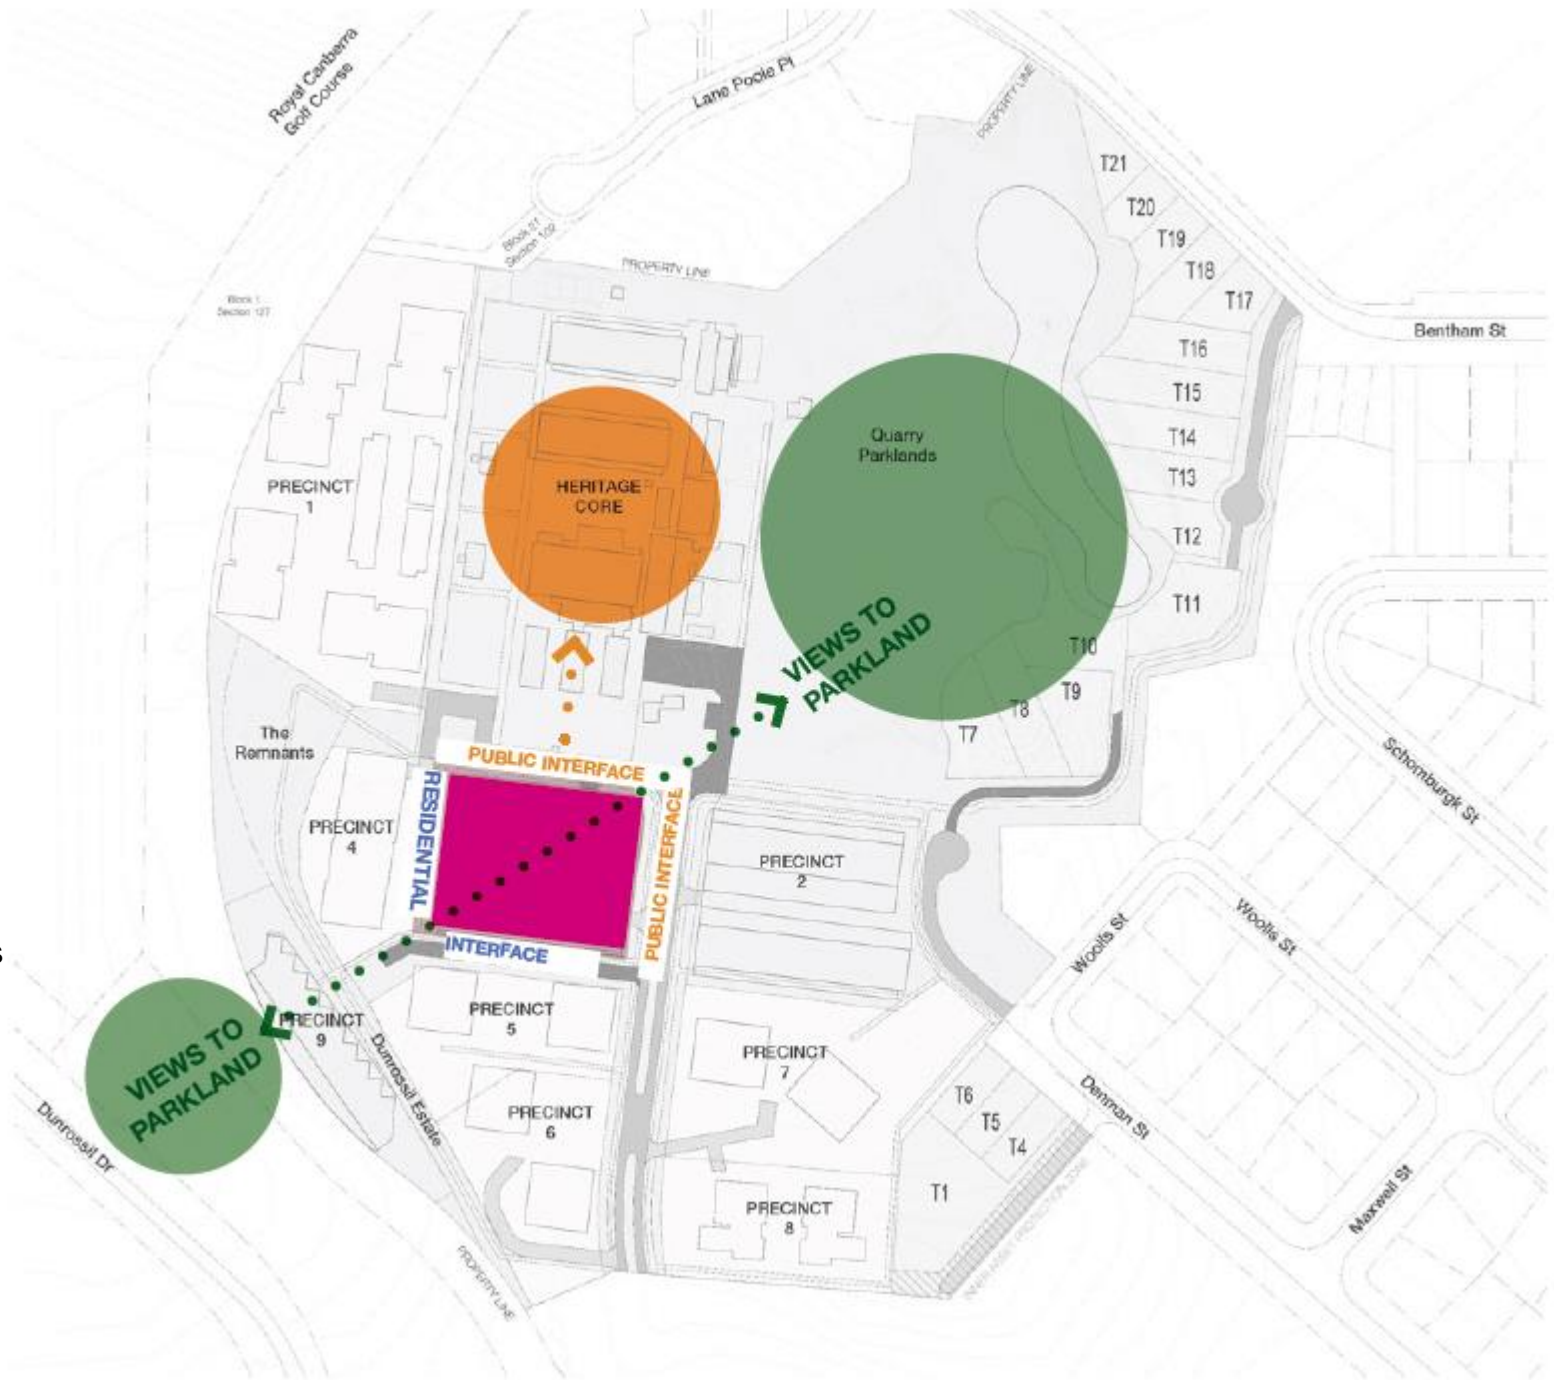 Royal Canberra
Golf Course
Lane Poole Pl
PROPERTY LINE
T21
T20
T19
T18
T17
Block 1
Section 127
PROPERTY LINE
Bentham St
T16
T15
T14
T13
T12
T11
T10
T9
T8
T7
Quarry
Parklands
PRECINCT
1
HERITAGE
CORE
VIEWS TO
PARKLAND
The
Remnants
PUBLIC INTERFACE
RESIDENTIAL
INTERFACE
PUBLIC INTERFACE
PRECINCT
4
PRECINCT
2
Schomburgk St
Woolls St
Woolls St
s
PRECINCT
5
PRECINCT
9
VIEWS TO
PARKLAND
Dunrossil Dr
Dunrossil Estate
PRECINCT
7
PRECINCT
6
T6
T5
T4
T1
Denman St
PRECINCT
8
Maxwell St
PROPERTY LINE